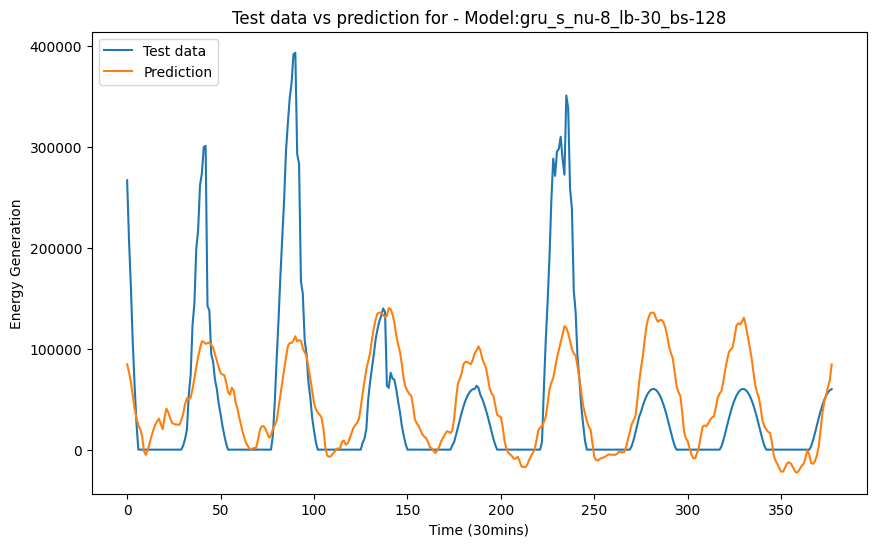 Test data vs prediction for - Model:gru_s_nu-8_lb-30_bs-128
Test data
Prediction
400000
300000
200000
100000
0
Energy Generation
0 50 100 150 200 250 300 350
Time (30mins)